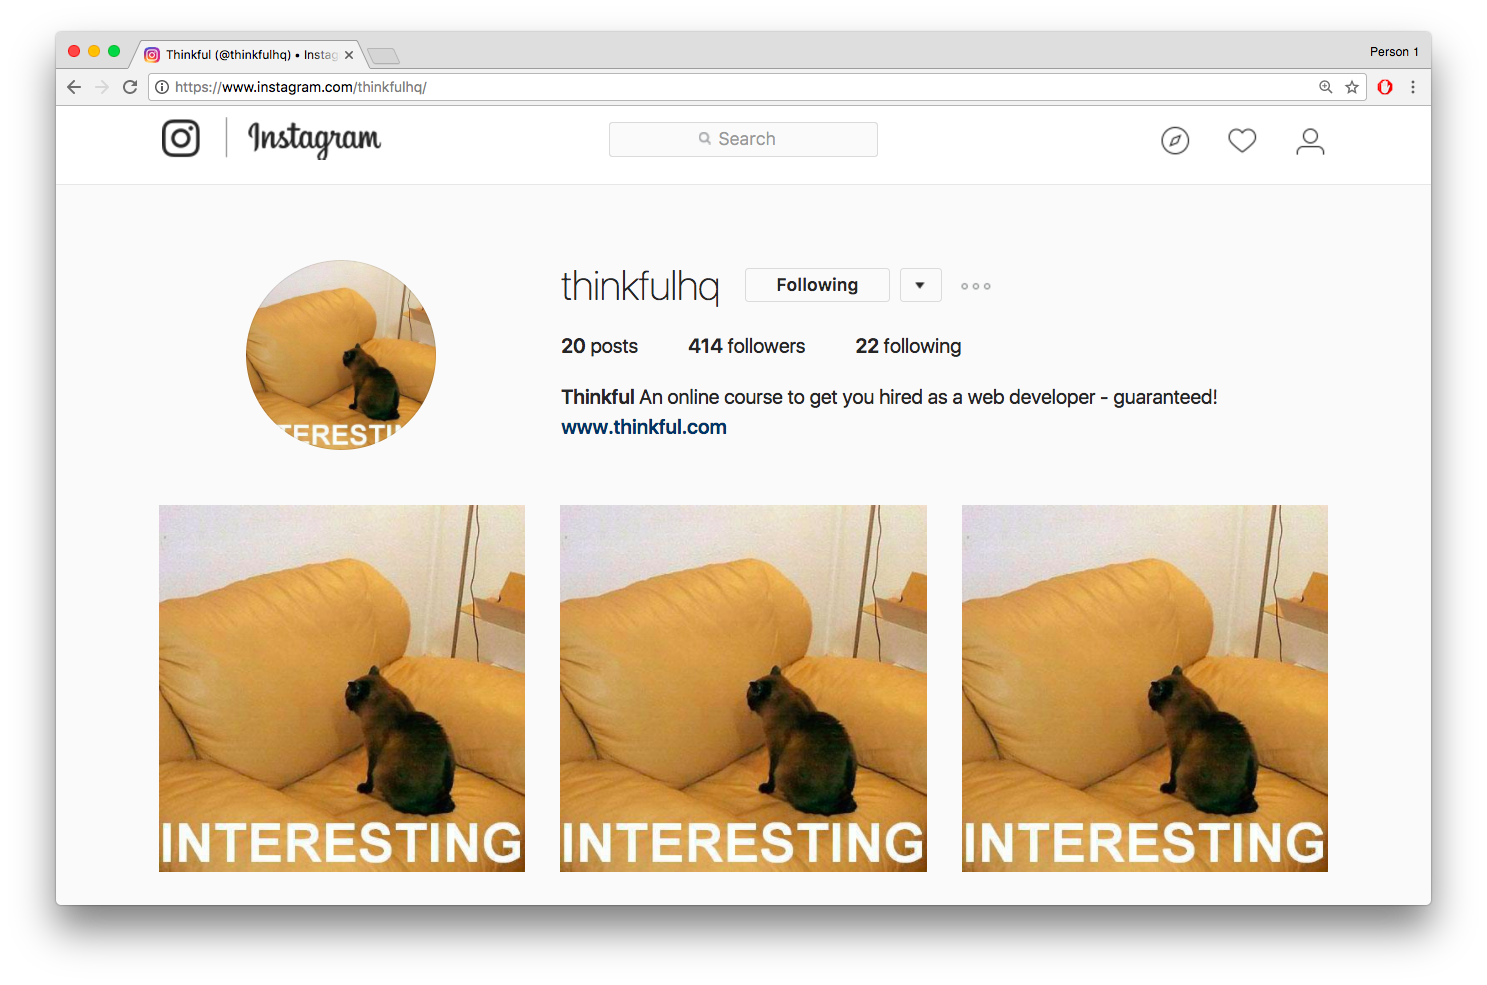 Thinkful (@thinkfulhq) • Instag
Person 1
https://www.instagram.com/thinkfulhq/
Instagram
Search
thinkfulhq
Following
20 posts 414 followers 22 following
Thinkful An online course to get you hired as a web developer - guaranteed!
www.thinkful.com
TERESTI
INTERESTING
INTERESTING
INTERESTING